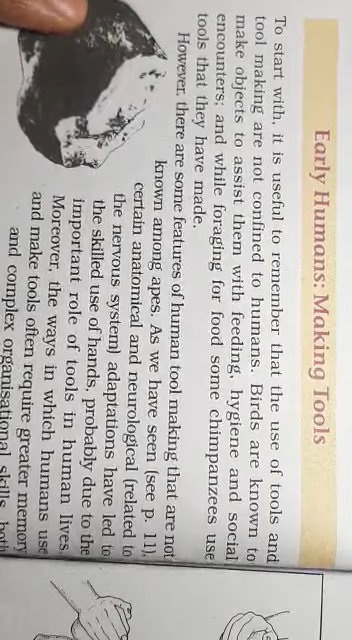 Early Humans: Making Tools
To start with, it is useful to remember that the use of tools and
tool making are not confined to humans. Birds are known to
make objects to assist them with feeding, hygiene and social
encounters; and while foraging for food some chimpanzees use
tools that they have made.
However, there are some features of human tool making that are not
known among apes. As we have seen (see p. 11),
certain anatomical and neurological (related to
the nervous system) adaptations have led to
the skilled use of hands, probably due to the
important role of tools in human lives.
Moreover, the ways in which humans use
and make tools often require greater memory
and complex organisational skills, both